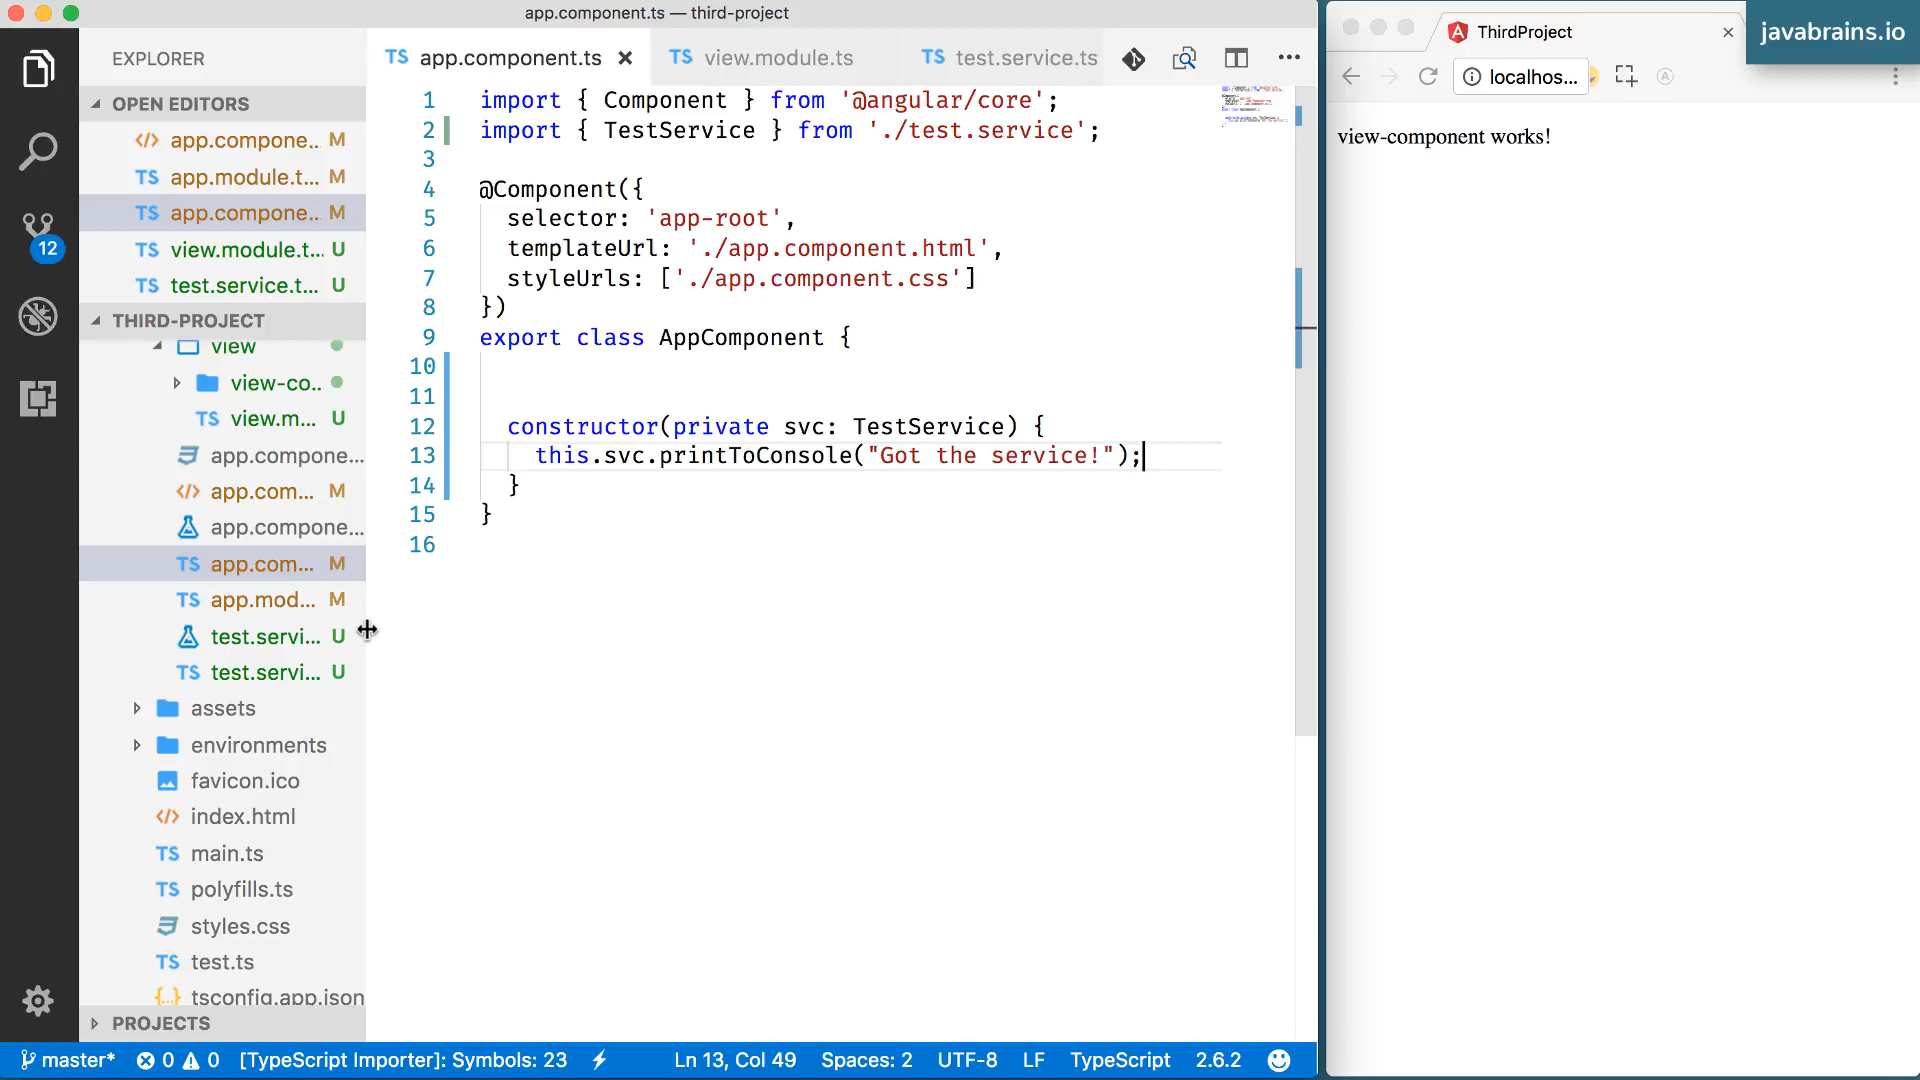 app.component.ts — third-project
EXPLORER
OPEN EDITORS
app.compone... M
app.module.t... M
app.compone... M
view.module.t... U
test.service.t... U
THIRD-PROJECT
view
view-co...
view.m... U
app.compone...
app.com... M
app.compone...
app.com... M
app.mod... M
test.servi... U
test.servi... U
assets
environments
favicon.ico
index.html
main.ts
polyfills.ts
styles.css
test.ts
tsconfig.app.json
PROJECTS
12
TS app.component.ts × TS view.module.ts TS test.service.ts
1 import { Component } from '@angular/core';
2 import { TestService } from './test.service';
3
4 @Component({
5 selector: 'app-root',
6 templateUrl: './app.component.html',
7 styleUrls: ['./app.component.css']
8 })
9 export class AppComponent {
10
11
12 constructor(private svc: TestService) {
13 this.svc.printToConsole("Got the service!");
14 }
15 }
16
master* 0 0 [TypeScript Importer]: Symbols: 23 Ln 13, Col 49 Spaces: 2 UTF-8 LF TypeScript 2.6.2
ThirdProject ×
javabrains.io
localhos...
view-component works!